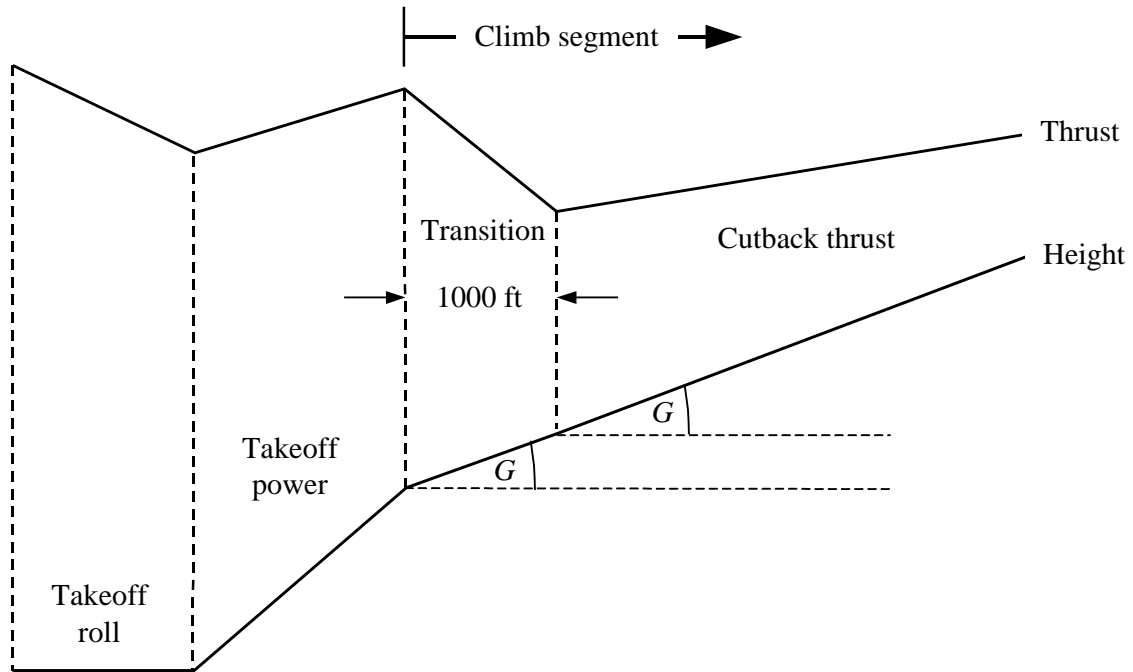 Climb segment
Thrust
Transition
Cutback thrust
Height
1000 ft
G
Takeoff
power
G
Takeoff
roll